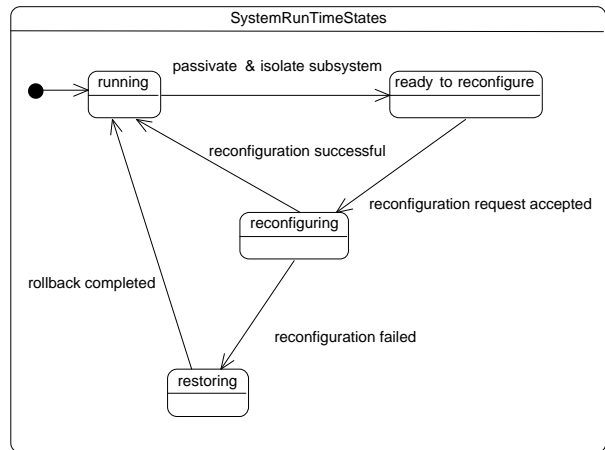 SystemRunTimeStates
passivate & isolate subsystem
running
ready to reconfigure
reconfiguration successful
reconfiguration request accepted
reconfiguring
rollback completed
reconfiguration failed
restoring